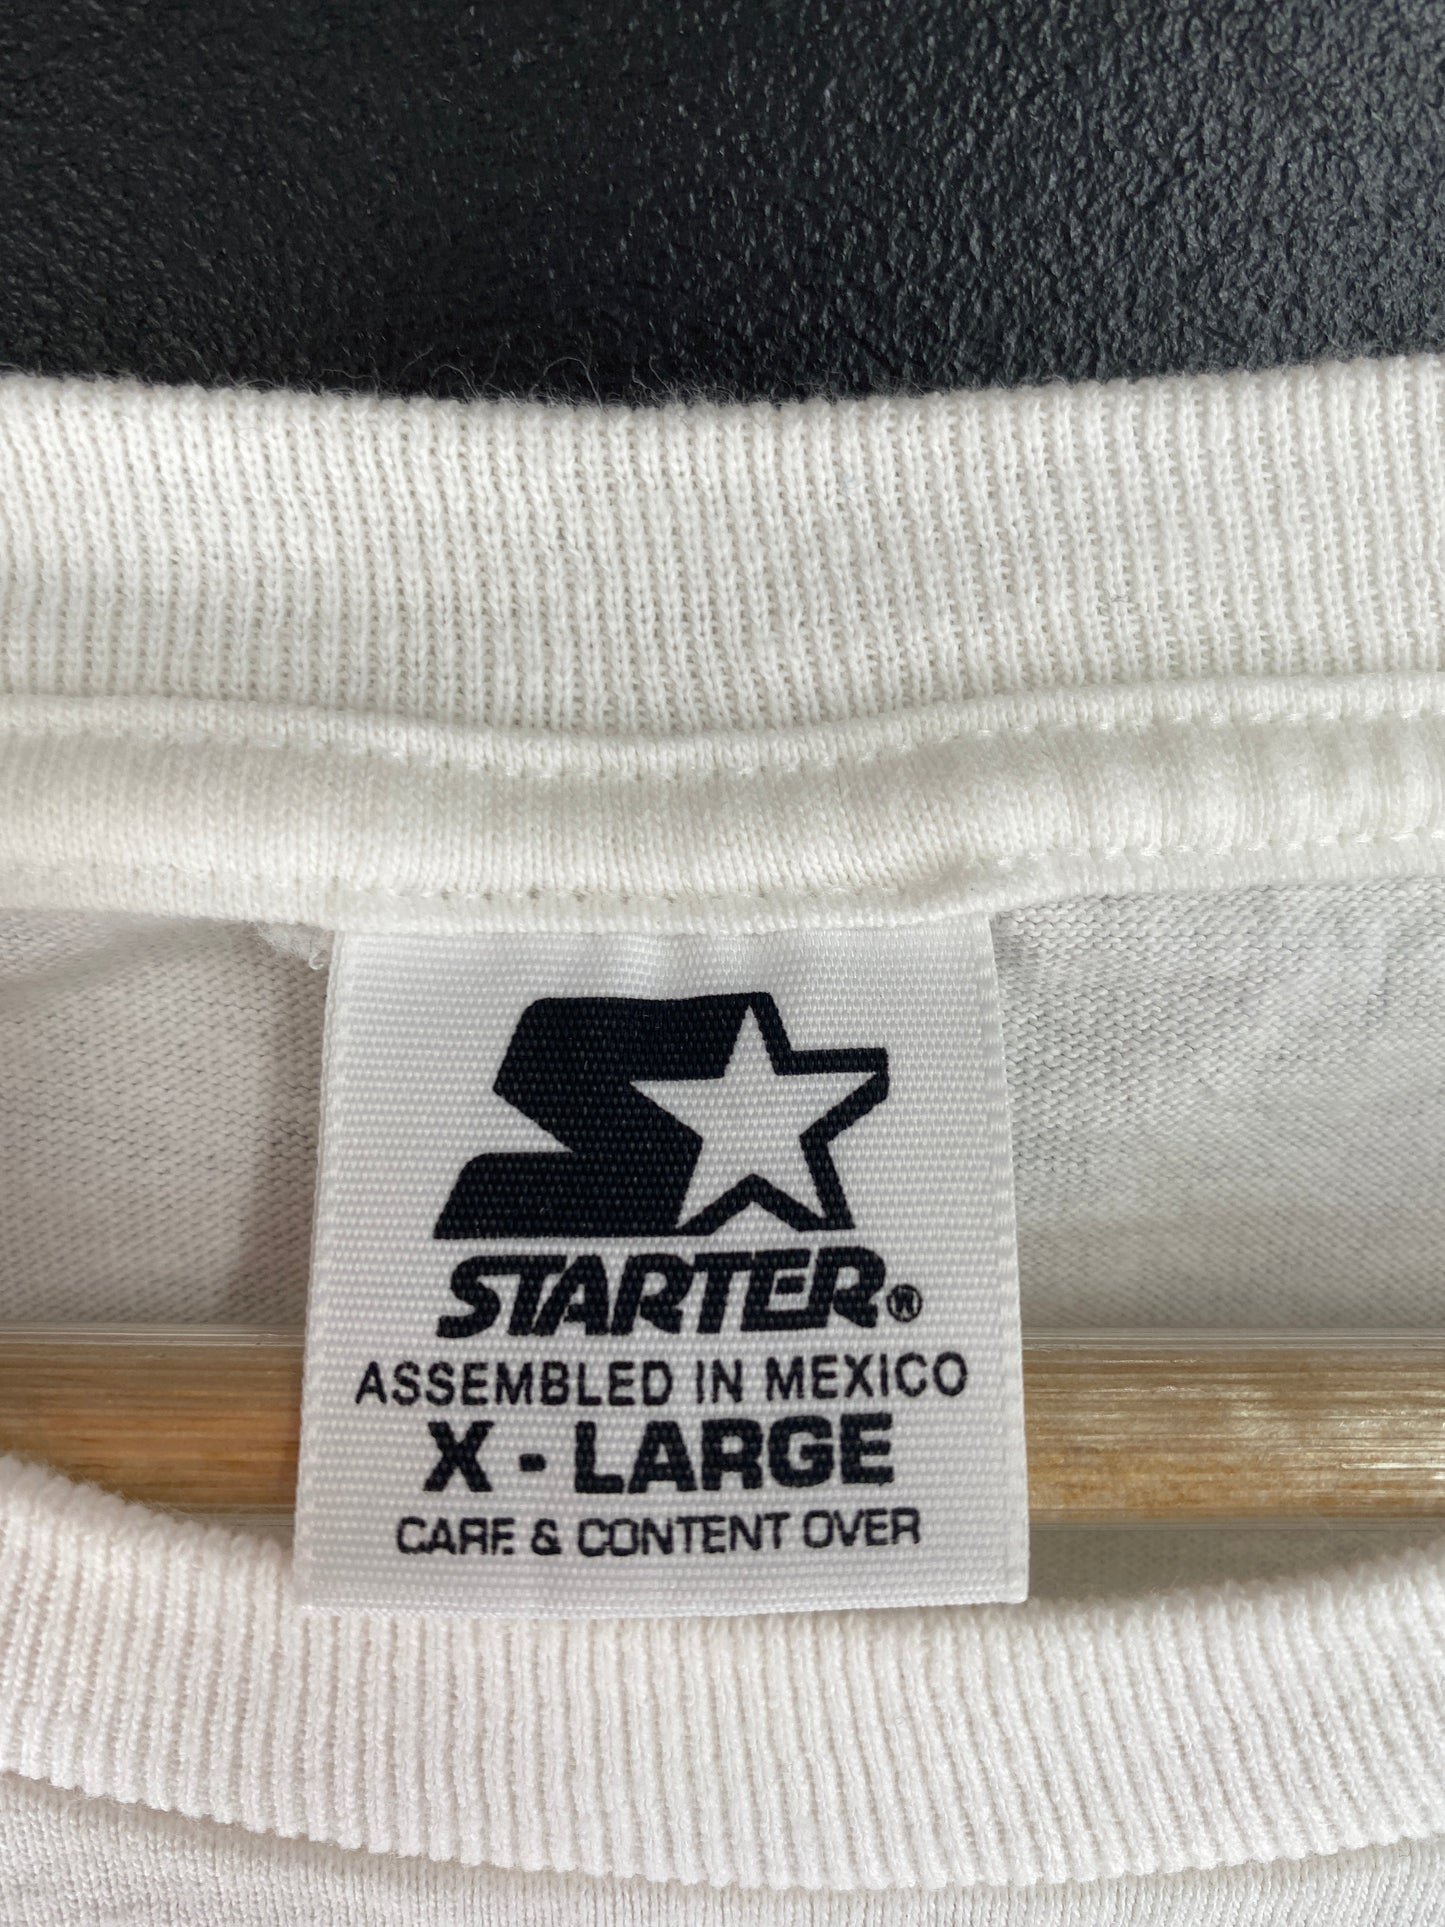 STARTER®
ASSEMBLED IN MEXICO
X - LARGE
CARE & CONTENT OVER